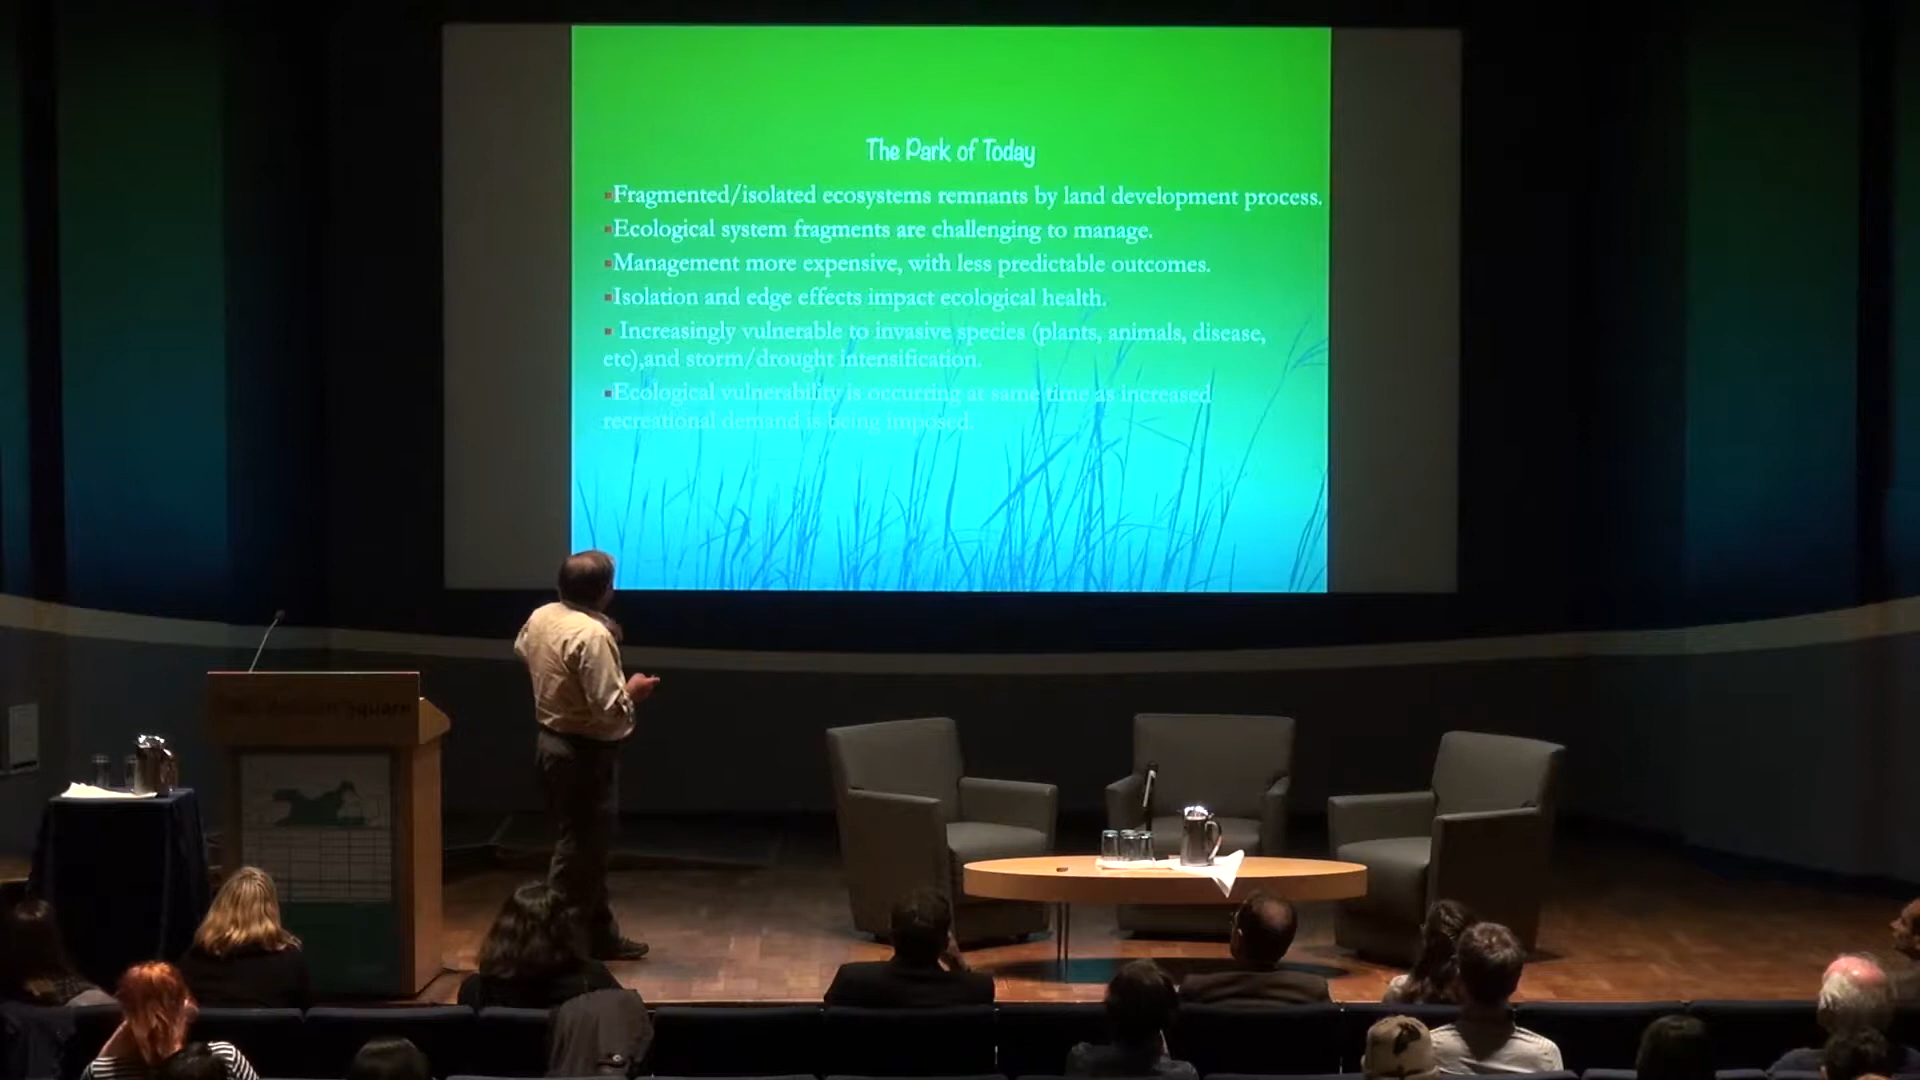 The Park of Today
▪Fragmented/isolated ecosystems remnants by land development process.
▪Ecological system fragments are challenging to manage.
▪Management more expensive, with less predictable outcomes.
▪Isolation and edge effects impact ecological health.
▪ Increasingly vulnerable to invasive species (plants, animals, disease,
etc),and storm/drought intensification.
▪Ecological vulnerability is occurring at same time as increased
recreational demand is being imposed.
Square